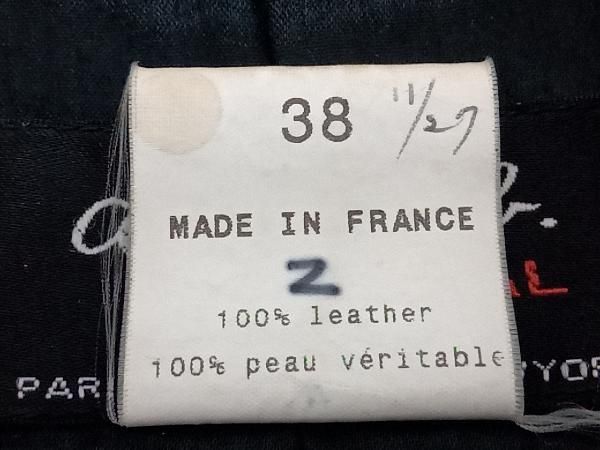 38 11/27
MADE IN FRANCE
Z
100% leather
100% peau véritable
PAR